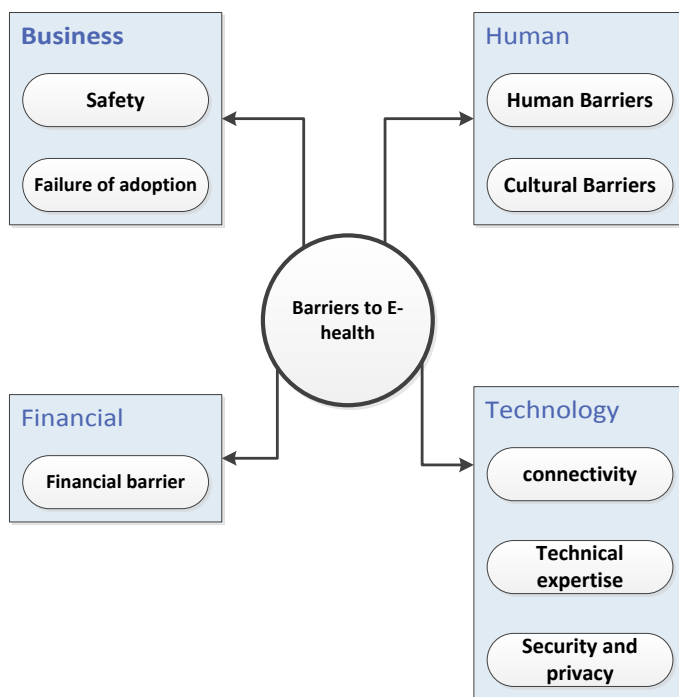 Business
Safety
Failure of adoption
Human
Human Barriers
Cultural Barriers
Barriers to E-
health
Financial
Financial barrier
Technology
connectivity
Technical
expertise
Security and
privacy